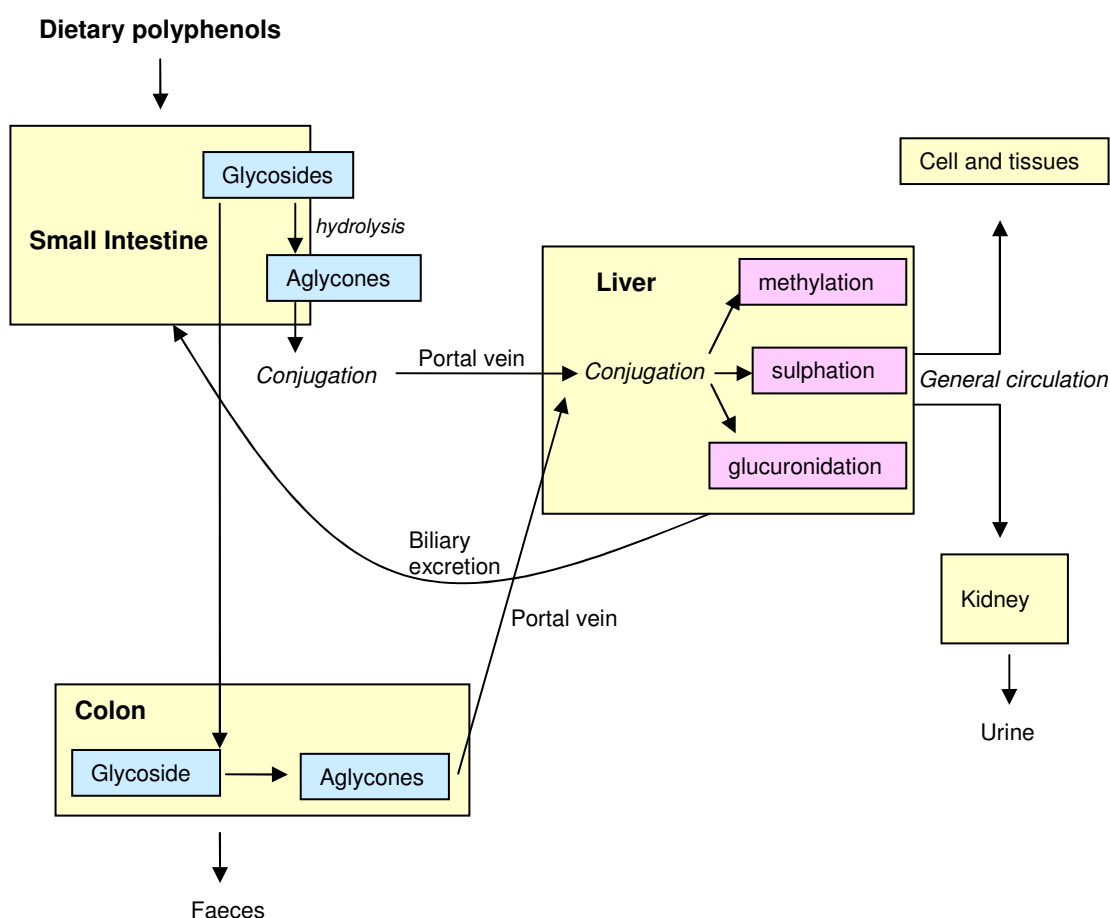 Dietary polyphenols
Glycosides
hydrolysis
Small Intestine
Aglycones
Conjugation
Portal vein
Liver
methylation
Conjugation
sulphation
glucuronidation
Cell and tissues
General circulation
Biliary
excretion
Portal vein
Kidney
Urine
Colon
Glycoside
Aglycones
Faeces